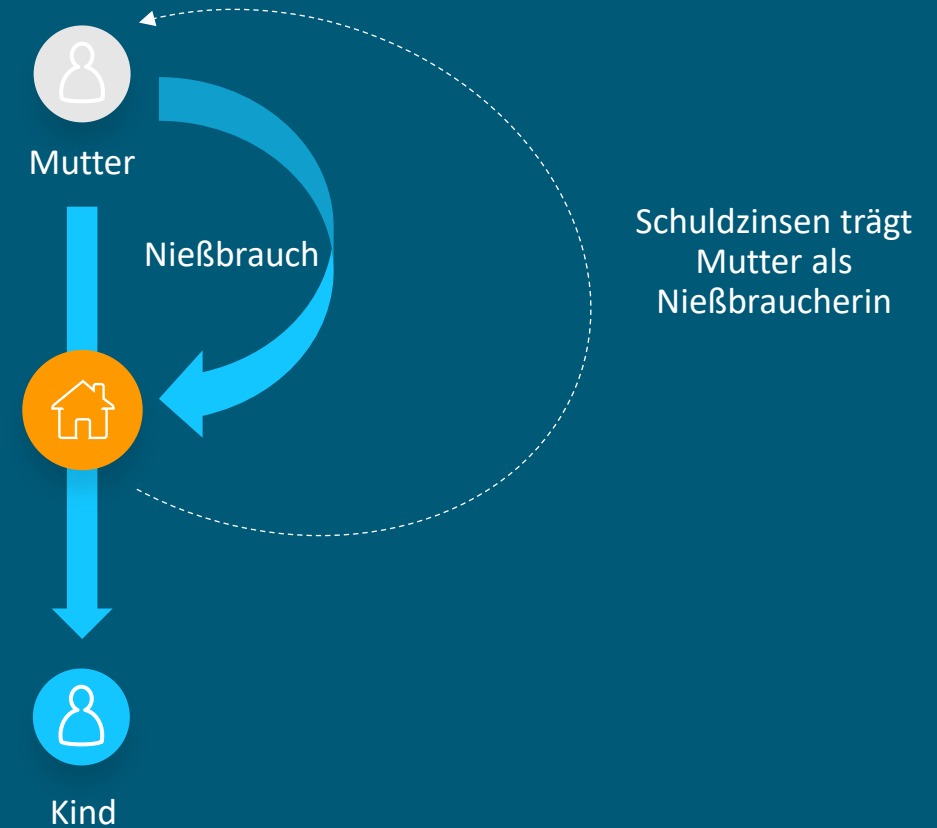 Mutter
Nießbrauch
Schuldzinsen trägt
Mutter als
Nießbraucherin
Kind